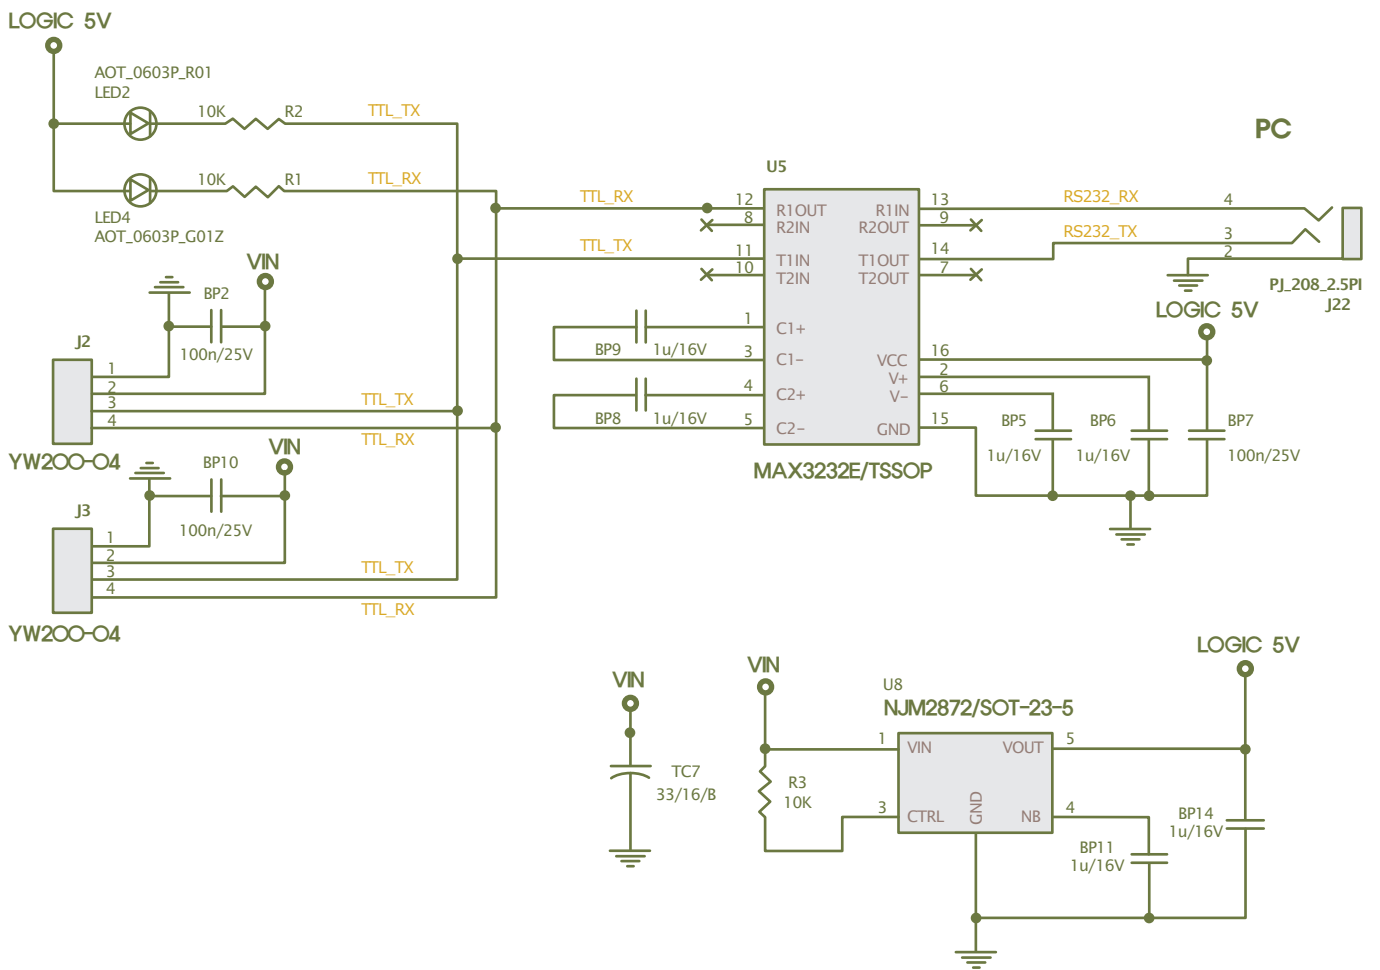 LOGIC 5V
AOT_0603P_R01
LED2
10K
R2
TTL_TX
10K
R1
TTL_RX
LED4
AOT_0603P_G01Z
VIN
BP2
100n/25V
J2
1
2
3
4
TTL_TX
TTL_RX
YW200-04
VIN
BP10
100n/25V
J3
1
2
3
4
TTL_TX
TTL_RX
YW200-04
PC
U5
TTL_RX
12
R1OUT
R1IN
13
RS232_RX
4
8
R2IN
R2OUT
9
TTL_TX
11
T1IN
T1OUT
14
RS232_TX
3
2
10
T2IN
T2OUT
7
PJ_208_2.5PI
J22
1
C1+
BP9
1u/16V
3
C1-
4
C2+
BP8
1u/16V
5
C2-
LOGIC 5V
VCC
16
V+
2
V-
6
GND
15
BP5
1u/16V
BP6
1u/16V
BP7
100n/25V
MAX3232E/TSSOP
VIN
TC7
33/16/B
VIN
R3
10K
U8
NJM2872/SOT-23-5
1
VIN
VOUT
5
3
CTRL
GND
NB
4
LOGIC 5V
BP14
1u/16V
BP11
1u/16V